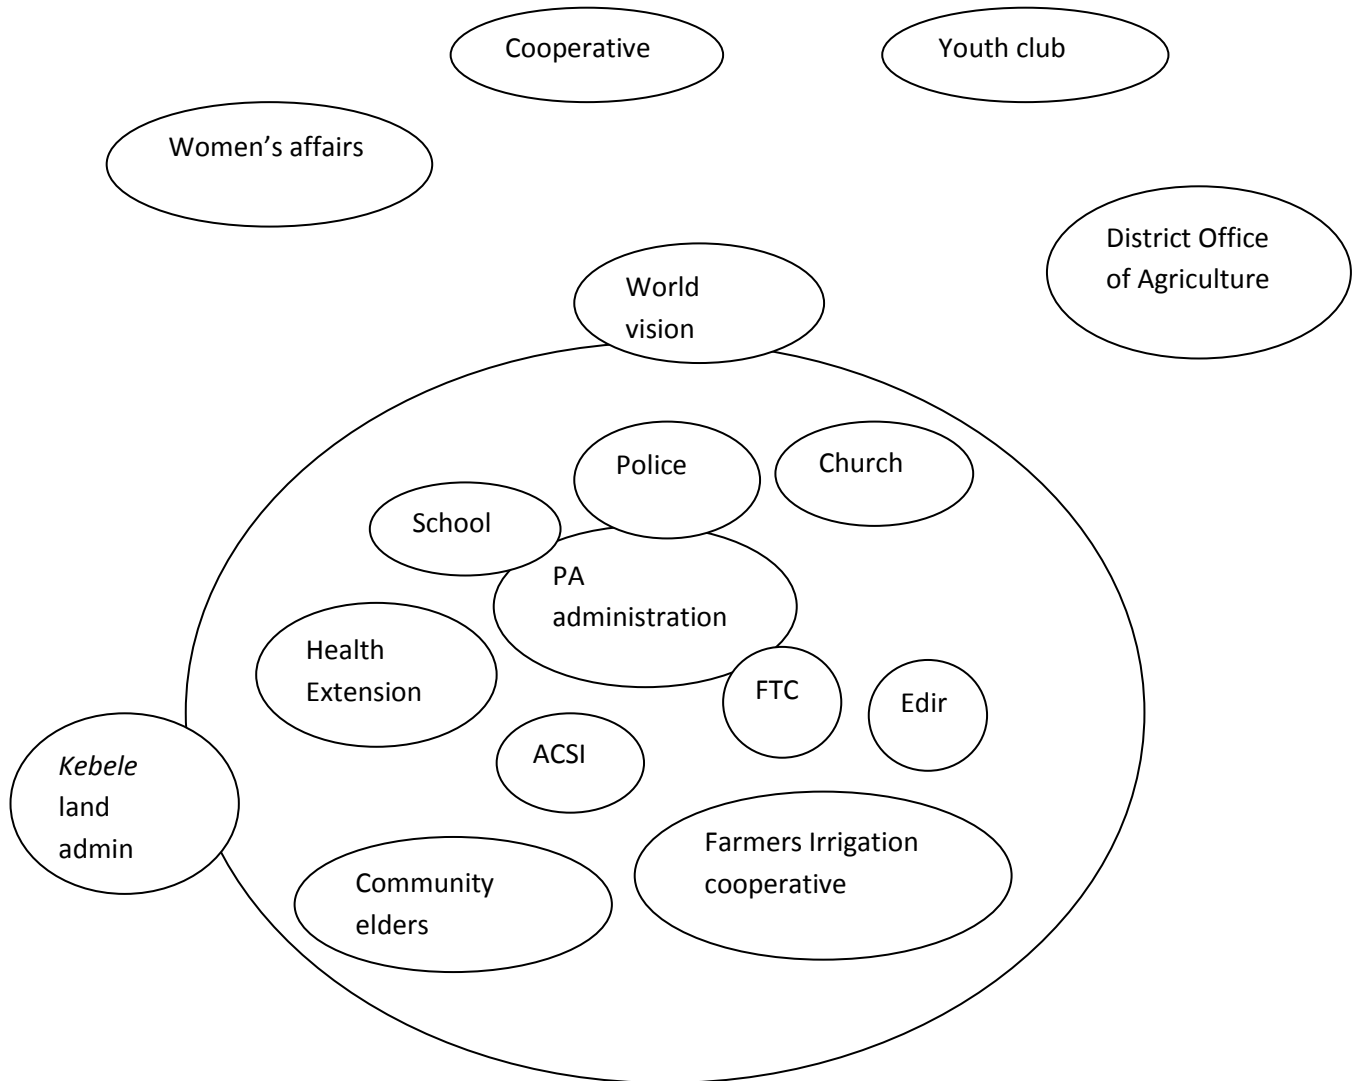 Cooperative
Youth club
Women’s affairs
District Office
of Agriculture
World
vision
Police
Church
School
PA
administration
Health
Extension
FTC
Edir
ACSI
Kebele
land
admin
Farmers Irrigation
cooperative
Community
elders